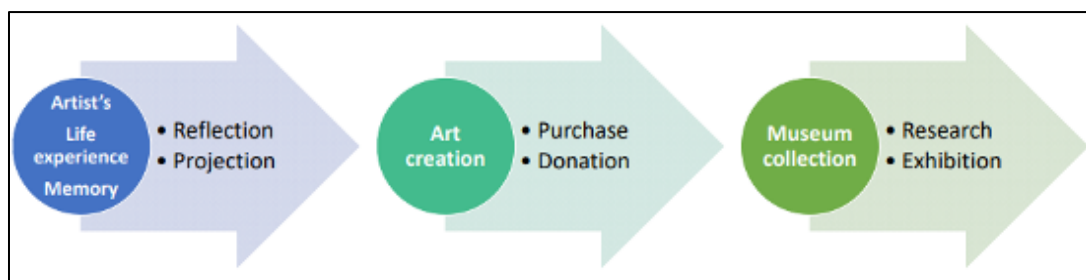 Artist's
Life
experience
Memory
• Reflection
• Projection
Art
creation
• Purchase
• Donation
Museum
collection
• Research
• Exhibition